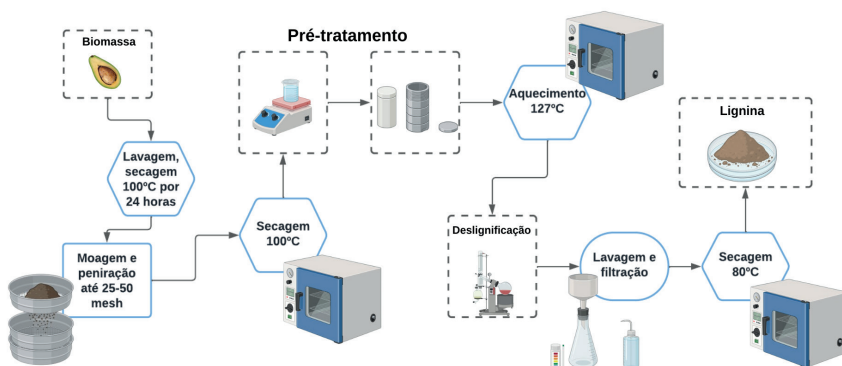 Biomassa
Lavagem,
secagem
100ºC por
24 horas
Moagem e
peniração
até 25-50
mesh
Secagem
100ºC
Pré-tratamento
Aquecimento
127ºC
Deslignificação
Lavagem e
filtração
Secagem
80ºC
Lignina